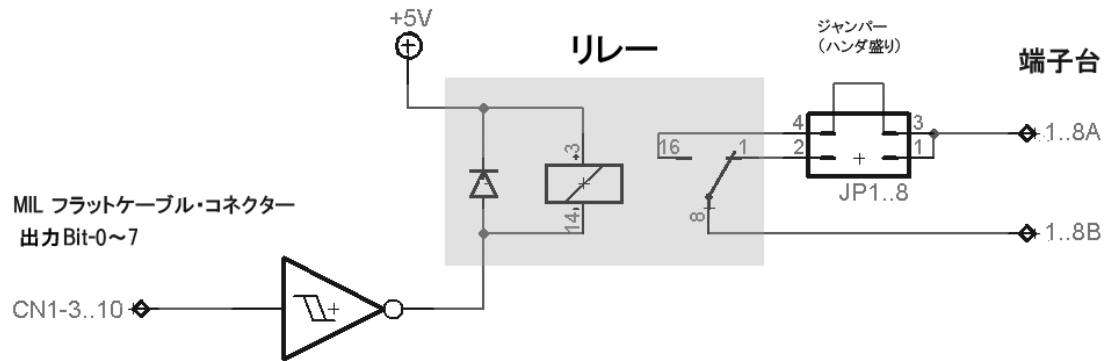 +5V
リレー
ジャンパー
（ハンダ盛り）
端子台
4
3
16
1
2
1
1..8A
3
JP1..8
14
8
1..8B
MIL フラットケーブル・コネクター
出力Bit-0～7
CN1-3..10